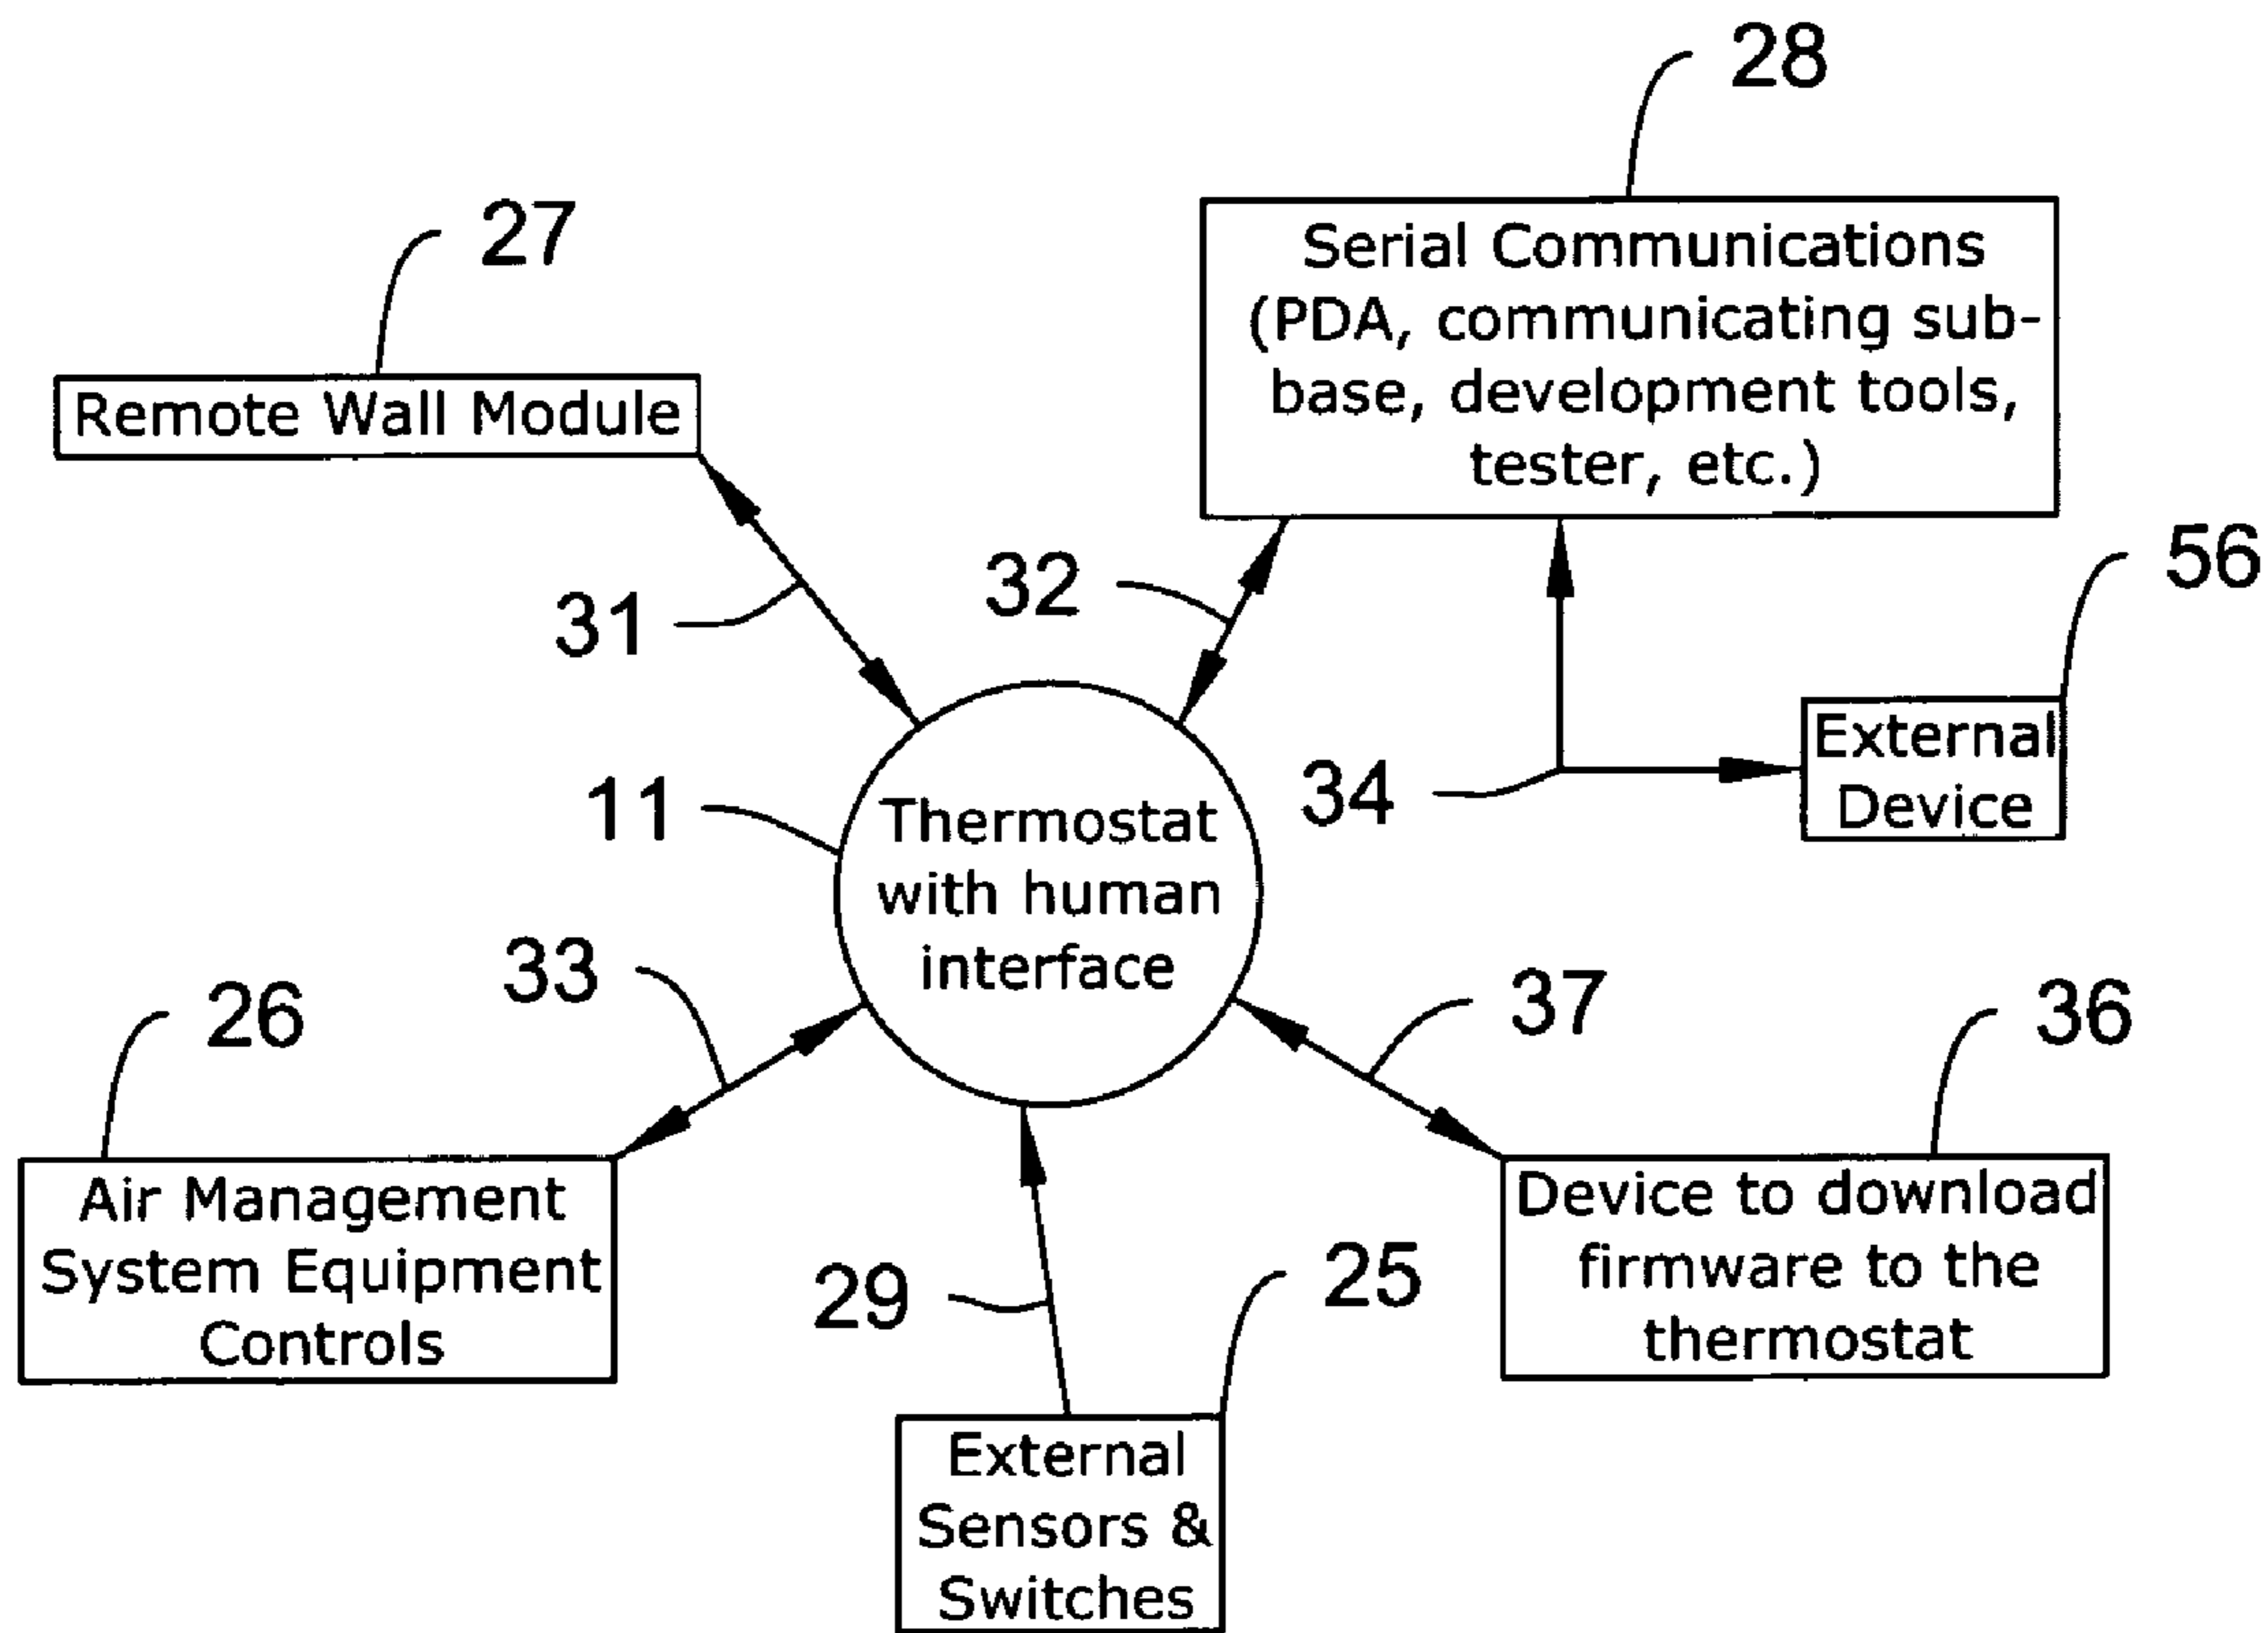 28
27
Serial Communications
(PDA, communicating sub-
base, development tools,
tester, etc.)
Remote Wall Module
56
32
31
External
Device
34
11
Thermostat
with human
interface
33
37
26
36
Air Management
System Equipment
Controls
Device to download
firmware to the
thermostat
29
25
External
Sensors &
Switches